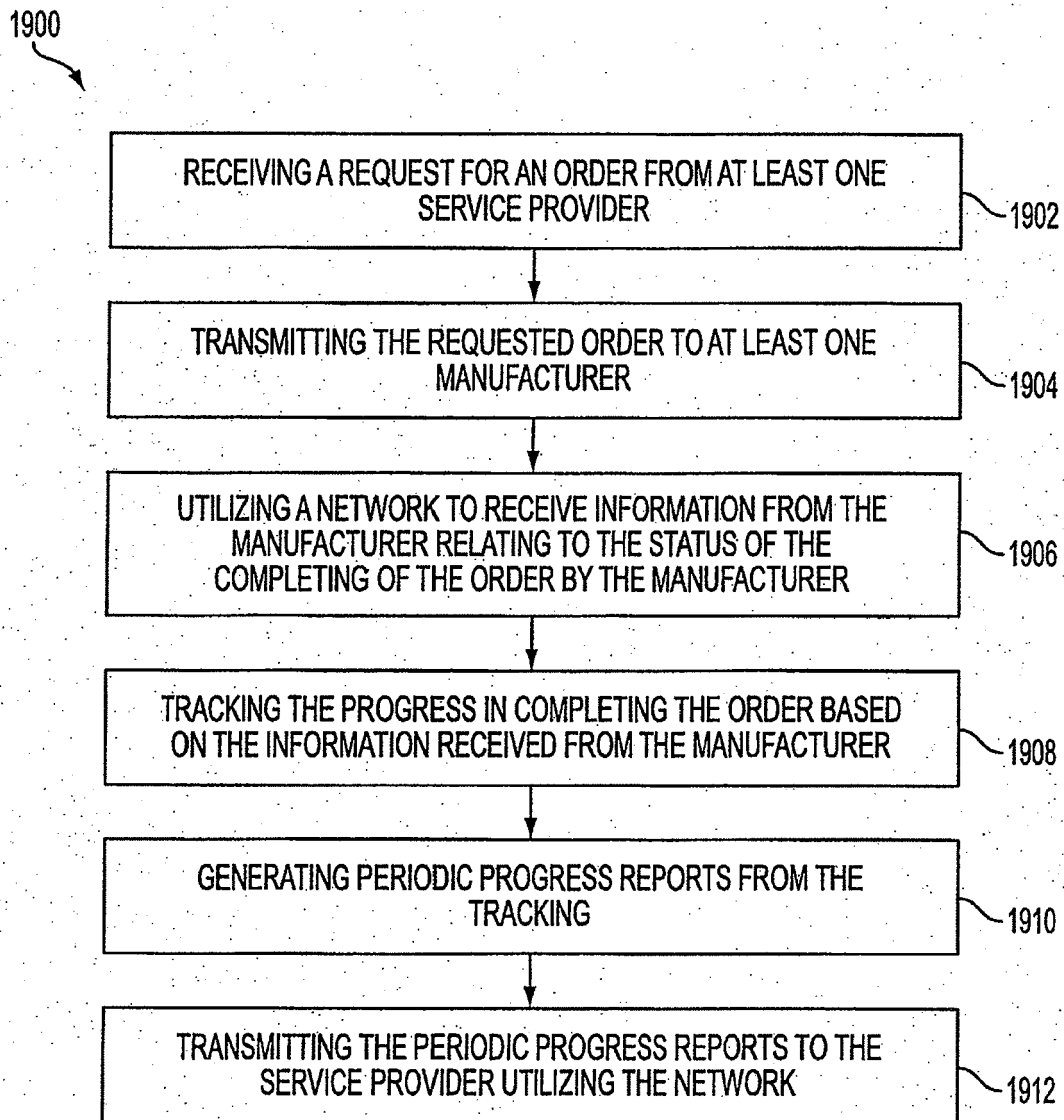 1900
RECEIVING A REQUEST FOR AN ORDER FROM AT LEAST ONE
SERVICE PROVIDER
1902
TRANSMITTING THE REQUESTED ORDER TO AT LEAST ONE
MANUFACTURER
1904
UTILIZING A NETWORK TO RECEIVE INFORMATION FROM THE
MANUFACTURER RELATING TO THE STATUS OF THE
COMPLETING OF THE ORDER BY THE MANUFACTURER
1906
TRACKING THE PROGRESS IN COMPLETING THE ORDER BASED
ON THE INFORMATION RECEIVED FROM THE MANUFACTURER
1908
GENERATING PERIODIC PROGRESS REPORTS FROM THE
TRACKING
1910
TRANSMITTING THE PERIODIC PROGRESS REPORTS TO THE
SERVICE PROVIDER UTILIZING THE NETWORK
1912